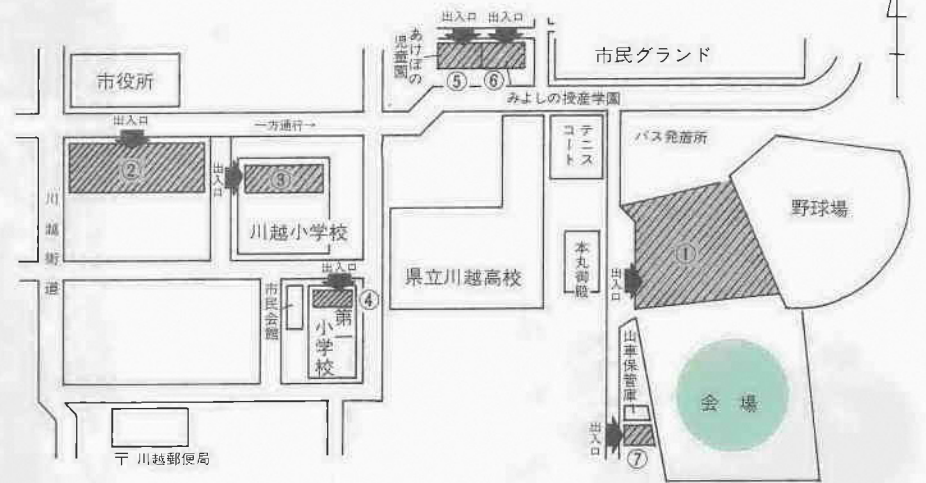 出入口 出入口
あけぼの
児童園
⑤ ⑥
市民グランド
市役所
みよしの授産学園
出入口
一方通行→
②
出入口
③
川越小学校
テニス
コート
バス発着所
野球場
①
出入口
本丸御殿
県立川越高校
川越街道
出入口
④
市民会館
第一
小学校
山車保管庫
会場
出入口
⑦
〒 川越郵便局